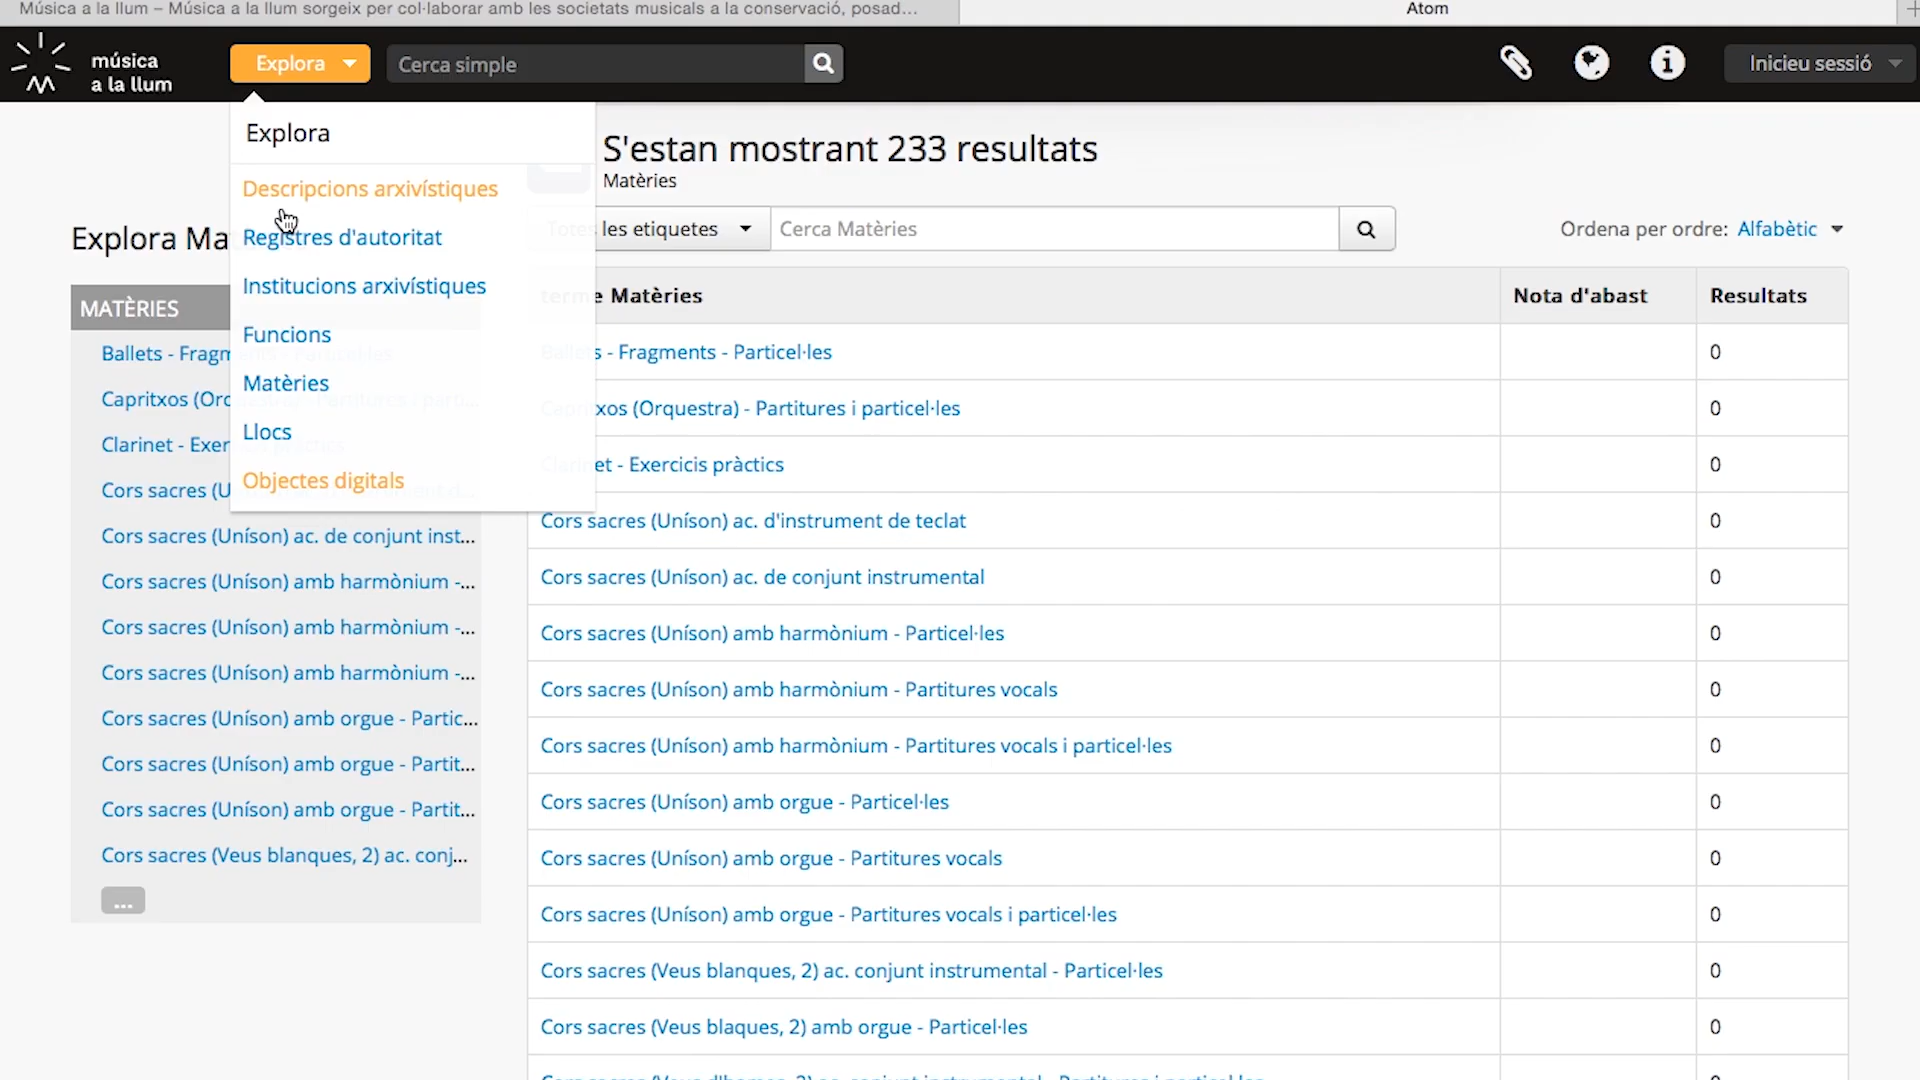 Música a la llum – Música a la llum sorgeix per col·laborar amb les societats musicals a la conservació, posad...
Atom
música
a la llum
Explora
Cerca simple
Inicieu sessió
Explora
Descripcions arxivístiques
Registres d'autoritat
Institucions arxivístiques
Funcions
Matèries
Llocs
Objectes digitals
S'estan mostrant 233 resultats
Matèries
Totes les etiquetes
Cerca Matèries
Ordena per ordre: Alfabètic
Explora Ma
MATÈRIES
Ballets - Fragm
Capritxos (Orq
Clarinet - Exer
Cors sacres (U
Cors sacres (Uníson) ac. de conjunt inst...
Cors sacres (Uníson) amb harmònium -...
Cors sacres (Uníson) amb harmònium -...
Cors sacres (Uníson) amb harmònium -...
Cors sacres (Uníson) amb orgue - Partic...
Cors sacres (Uníson) amb orgue - Partit...
Cors sacres (Uníson) amb orgue - Partit...
Cors sacres (Veus blanques, 2) ac. conj...
...
terme Matèries Nota d'abast Resultats
Ballets - Fragments - Particel·les 0
Capritxos (Orquestra) - Partitures i particel·les 0
Clarinet - Exercicis pràctics 0
Cors sacres (Uníson) ac. d'instrument de teclat 0
Cors sacres (Uníson) ac. de conjunt instrumental 0
Cors sacres (Uníson) amb harmònium - Particel·les 0
Cors sacres (Uníson) amb harmònium - Partitures vocals 0
Cors sacres (Uníson) amb harmònium - Partitures vocals i particel·les 0
Cors sacres (Uníson) amb orgue - Particel·les 0
Cors sacres (Uníson) amb orgue - Partitures vocals 0
Cors sacres (Uníson) amb orgue - Partitures vocals i particel·les 0
Cors sacres (Veus blanques, 2) ac. conjunt instrumental - Particel·les 0
Cors sacres (Veus blaques, 2) amb orgue - Particel·les 0